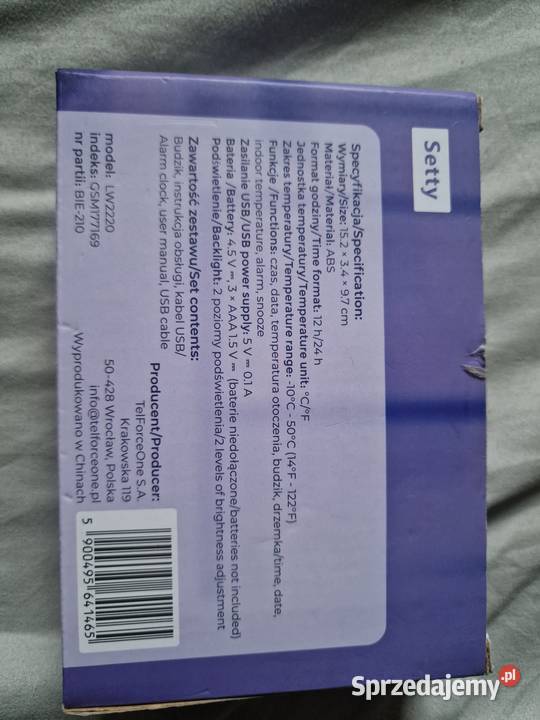 Setty
Specyfikacja/Specification:
Wymiary/Size: 15.2 × 3.4 × 9.7 cm
Materiał/Material: ABS
Format godziny/Time format: 12 h/24 h
Jednostka temperatury/Temperature unit: °C/°F
Zakres temperatury/Temperature range: -10°C - 50°C (14°F - 122°F)
Funkcje /Functions: czas, data, temperatura otoczenia, budzik, drzemka/time, date,
indoor temperature, alarm, snooze
Zasilanie USB/USB power supply: 5 V ⎓ 0.1 A
Bateria /Battery: 4.5 V ⎓, 3 × AAA 1.5V ⎓ (baterie niedołączone/batteries not included)
Podświetlenie/Backlight: 2 poziomy podświetlenia/2 levels of brightness adjustment
Zawartość zestawu/Set contents:
Budzik, instrukcja obsługi, kabel USB/
Alarm clock, user manual, USB cable
model: LW2220
indeks: GSM177169
nr partii: BE-210
Producent/Producer:
TelForceOne S.A.
Krakowska 119
50-428 Wrocław, Polska
info@telforceone.pl
Wyprodukowano w Chinach
5 900495 641465
Sprzedajemy.pl